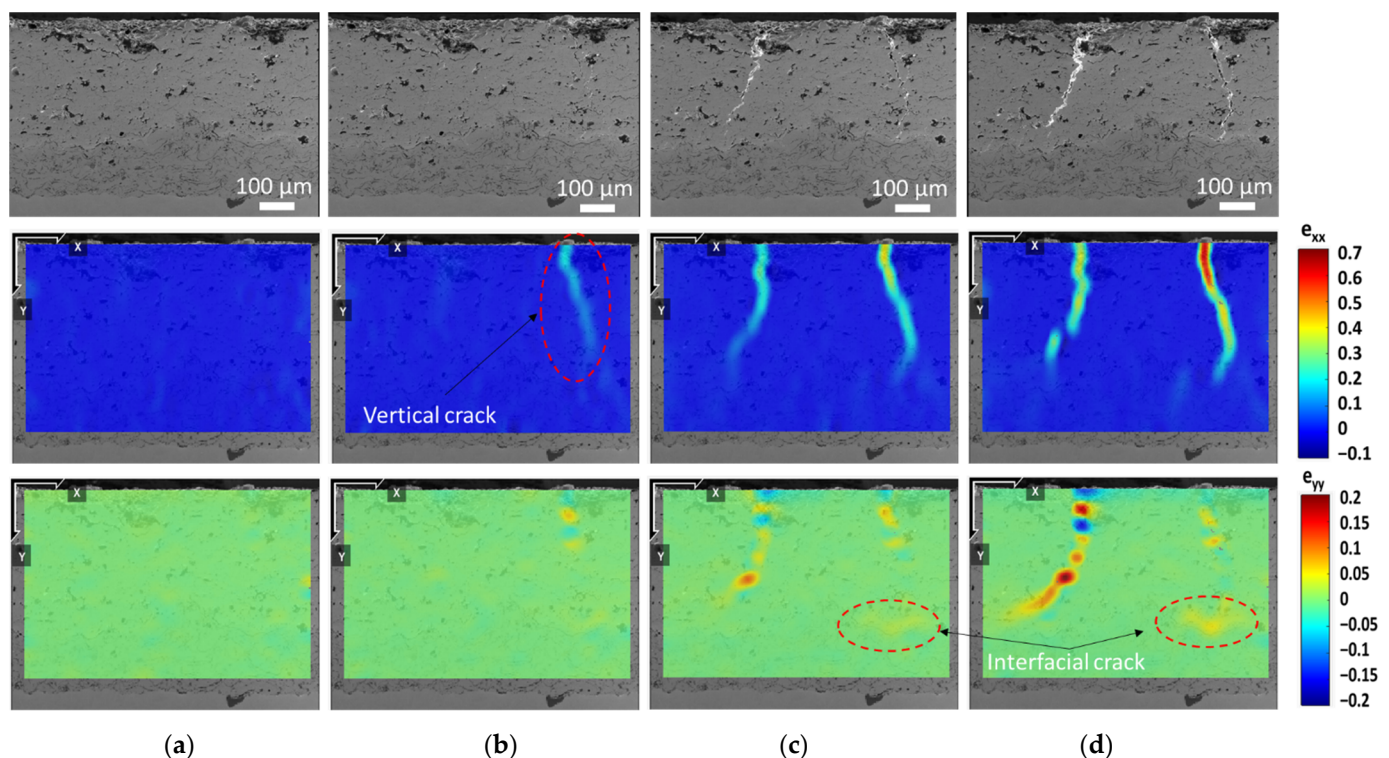 100 μm
100 μm
100 μm
100 μm
X
Y
Vertical crack
X
Y
X
Y
X
Y
exx
0.7
0.6
0.5
0.4
0.3
0.2
0.1
0
−0.1
X
Y
X
Y
X
Y
Interfacial crack
X
Y
eyy
0.2
0.15
0.1
0.05
0
−0.05
−0.1
−0.15
−0.2
(a)
(b)
(c)
(d)